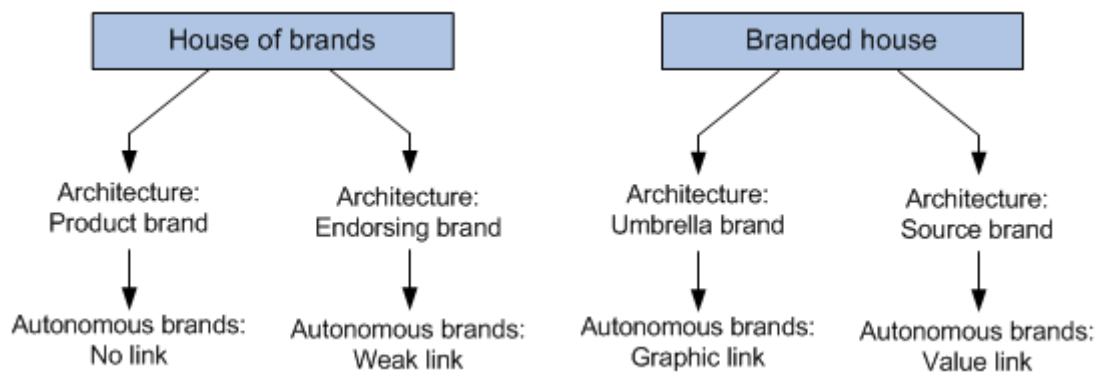 House of brands
Branded house
Architecture:
Product brand
Architecture:
Endorsing brand
Architecture:
Umbrella brand
Architecture:
Source brand
Autonomous brands:
No link
Autonomous brands:
Weak link
Autonomous brands:
Graphic link
Autonomous brands:
Value link